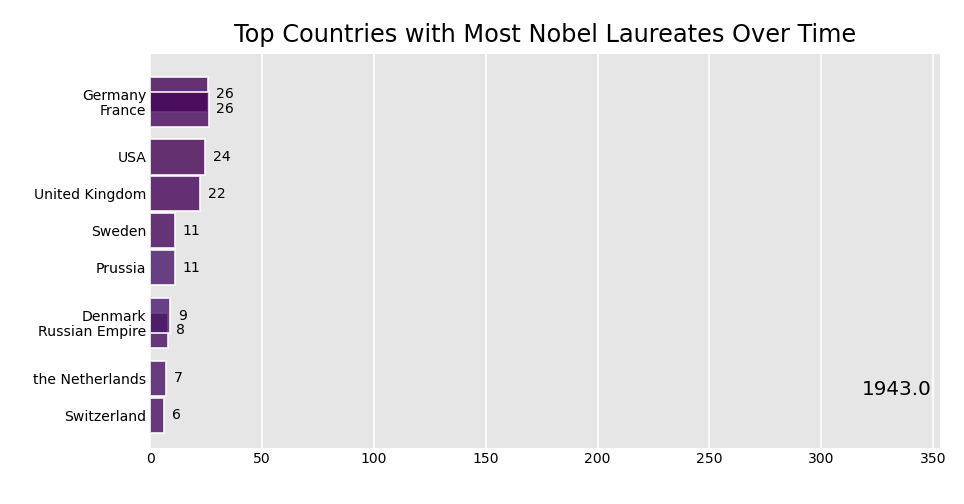 Top Countries with Most Nobel Laureates Over Time
Germany 26
France 26
USA 24
United Kingdom 22
Sweden 11
Prussia 11
Denmark 9
Russian Empire 8
the Netherlands 7
1943.0
Switzerland 6
0 50 100 150 200 250 300 350